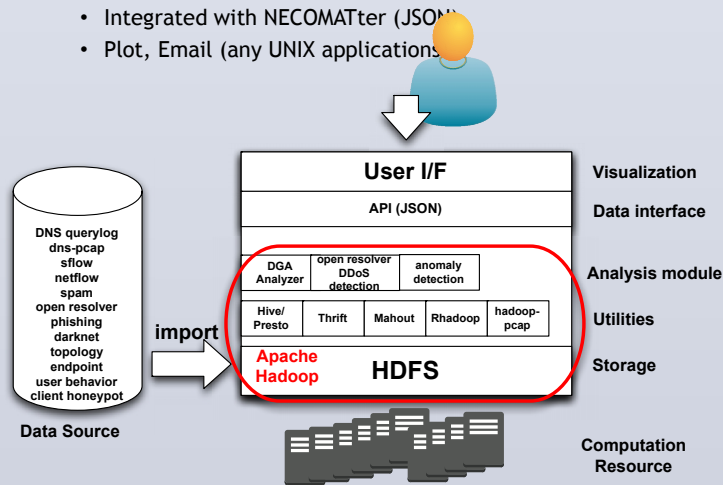 • Integrated with NECOMATter (JSON)
• Plot, Email (any UNIX applications
User I/F
Visualization
API (JSON)
Data interface
DNS querylog
dns-pcap
sflow
netflow
spam
open resolver
phishing
darknet
topology
endpoint
user behavior
client honeypot
Data Source
import
DGA
Analyzer
open resolver
DDoS
detection
anomaly
detection
Analysis module
Hive/
Presto
Thrift
Mahout
Rhadoop
hadoop-
pcap
Utilities
Apache
Hadoop
HDFS
Storage
Computation
Resource